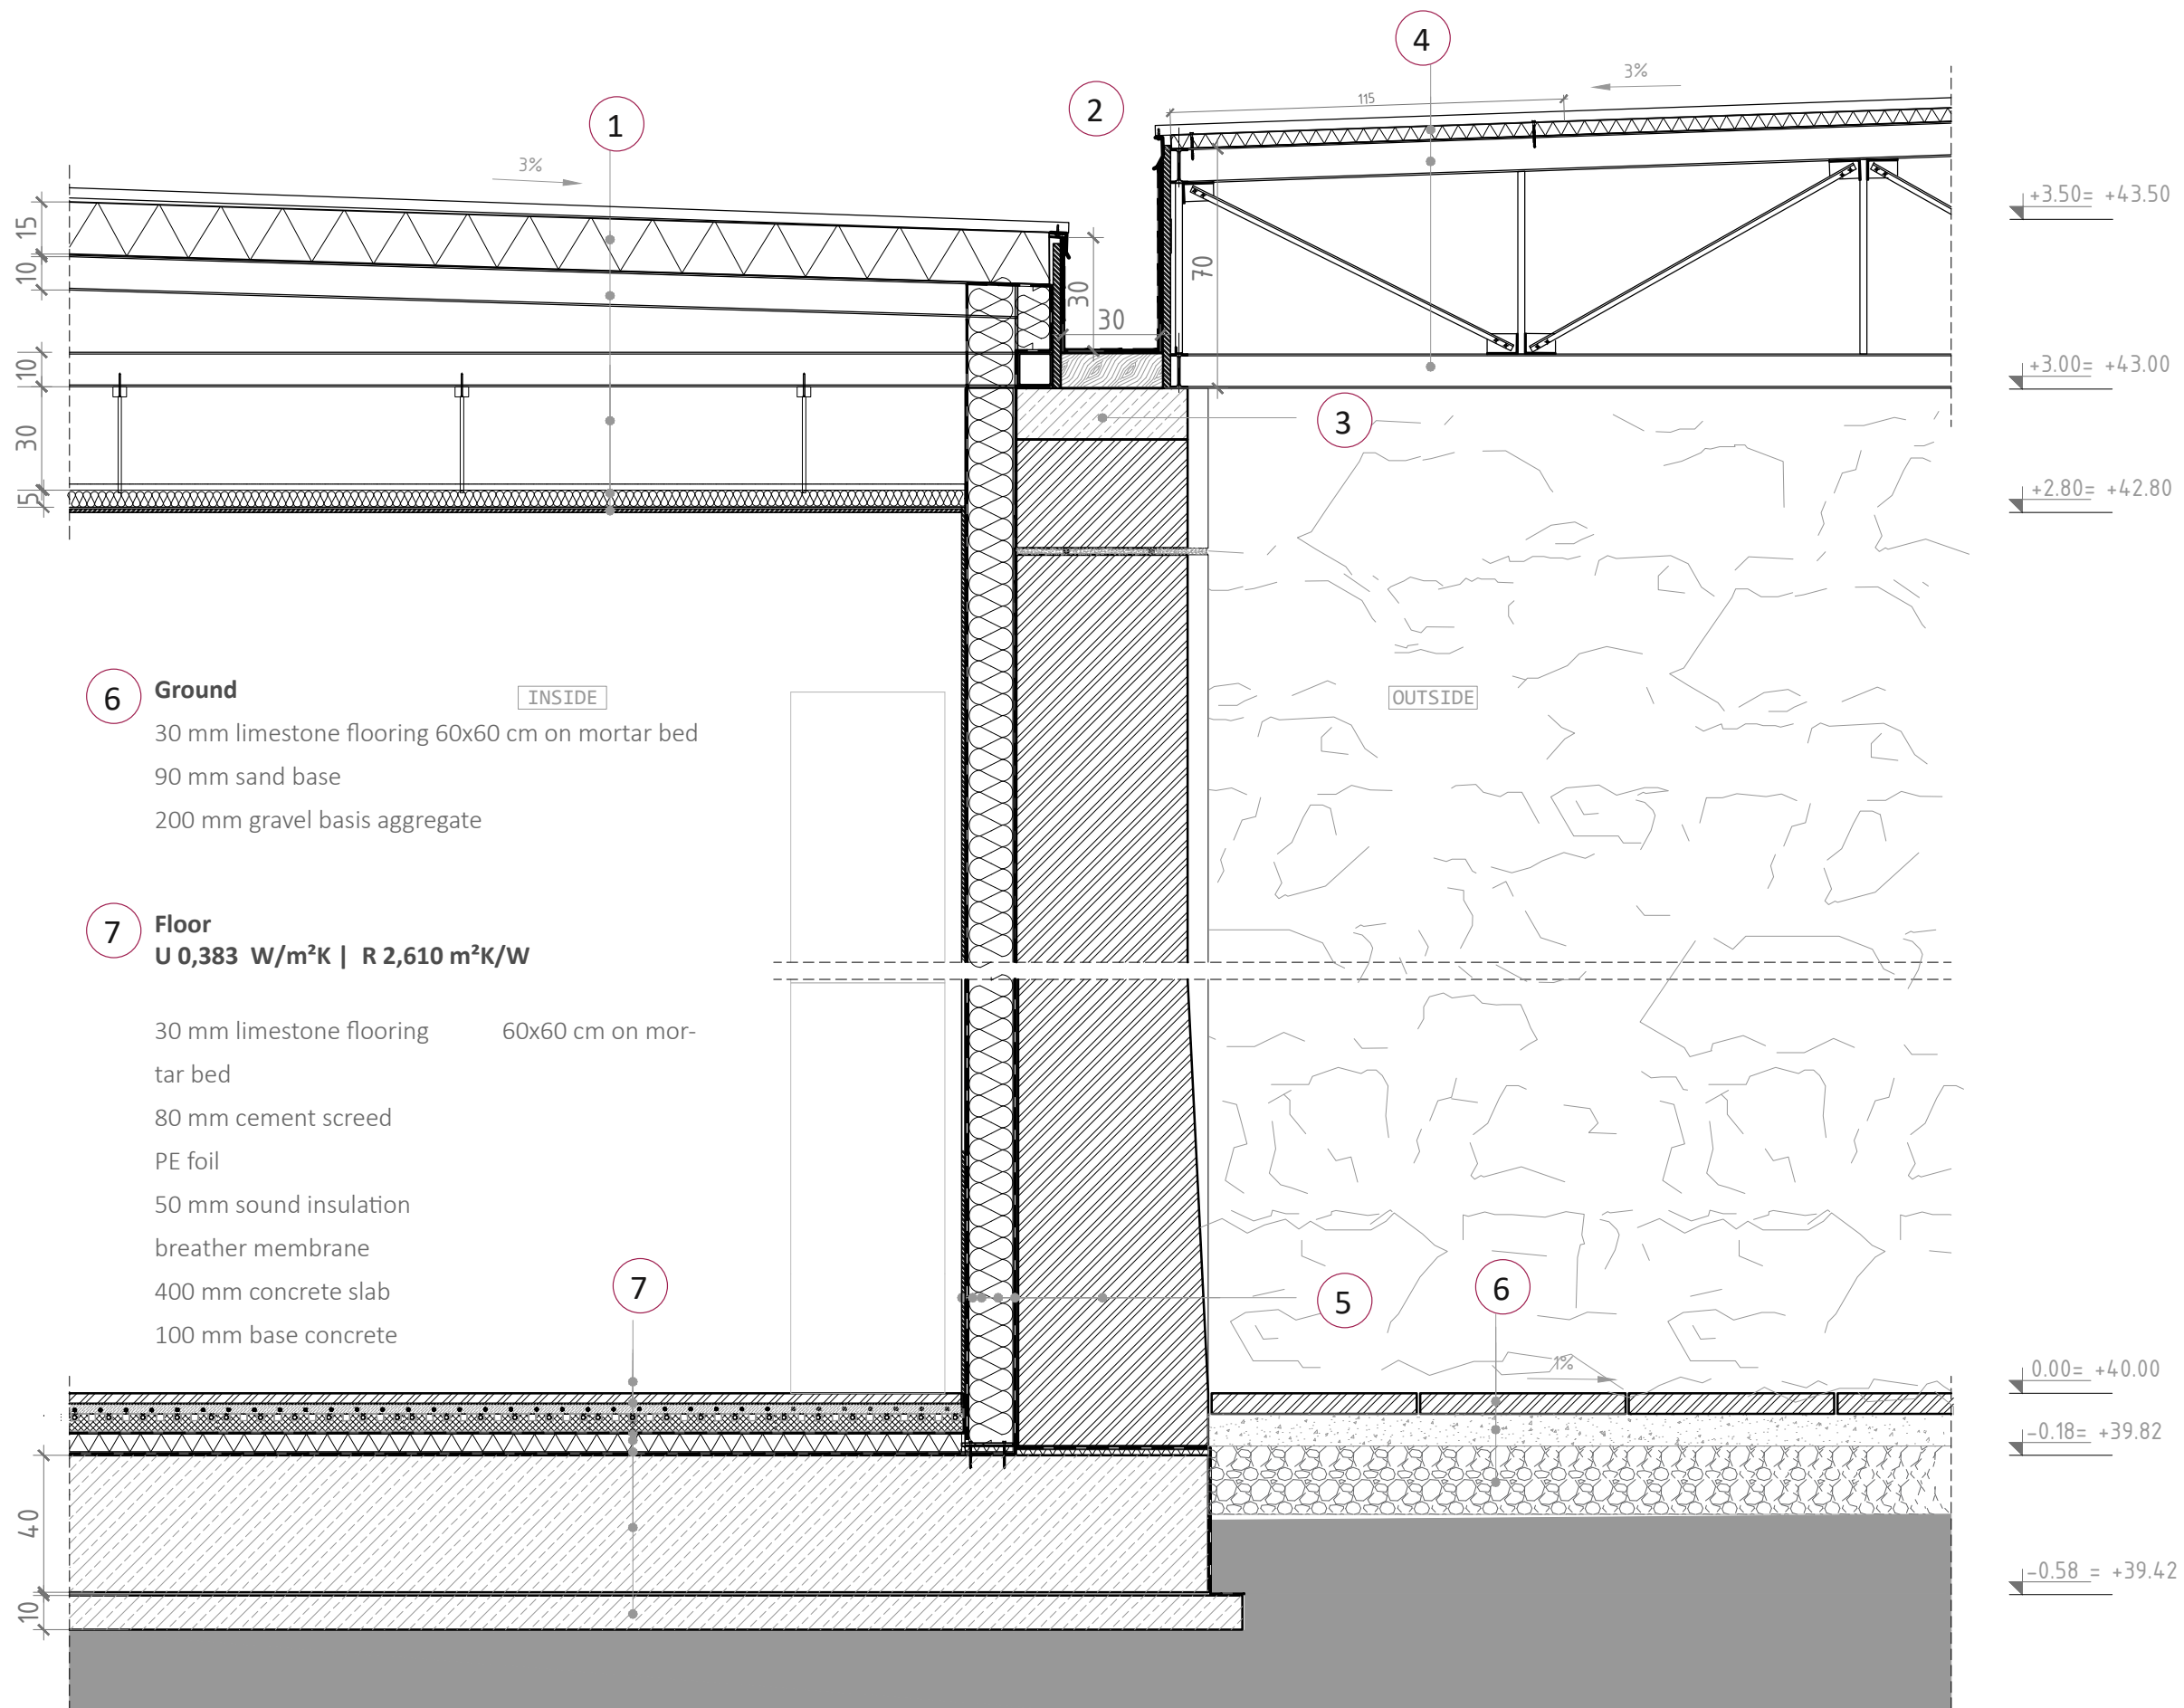 4
3%
2
115
1
3%
+3.50= +43.50
15
70
10
30
30
+3.00= +43.00
10
3
30
+2.80= +42.80
5
6 Ground
INSIDE
OUTSIDE
30 mm limestone flooring 60x60 cm on mortar bed
90 mm sand base
200 mm gravel basis aggregate
7 Floor
U 0,383 W/m²K | R 2,610 m²K/W
30 mm limestone flooring 60x60 cm on mor-
tar bed
80 mm cement screed
PE foil
50 mm sound insulation
breather membrane
400 mm concrete slab
100 mm base concrete
7
5
6
1%
0.00= +40.00
-0.18= +39.82
40
-0.58 = +39.42
10